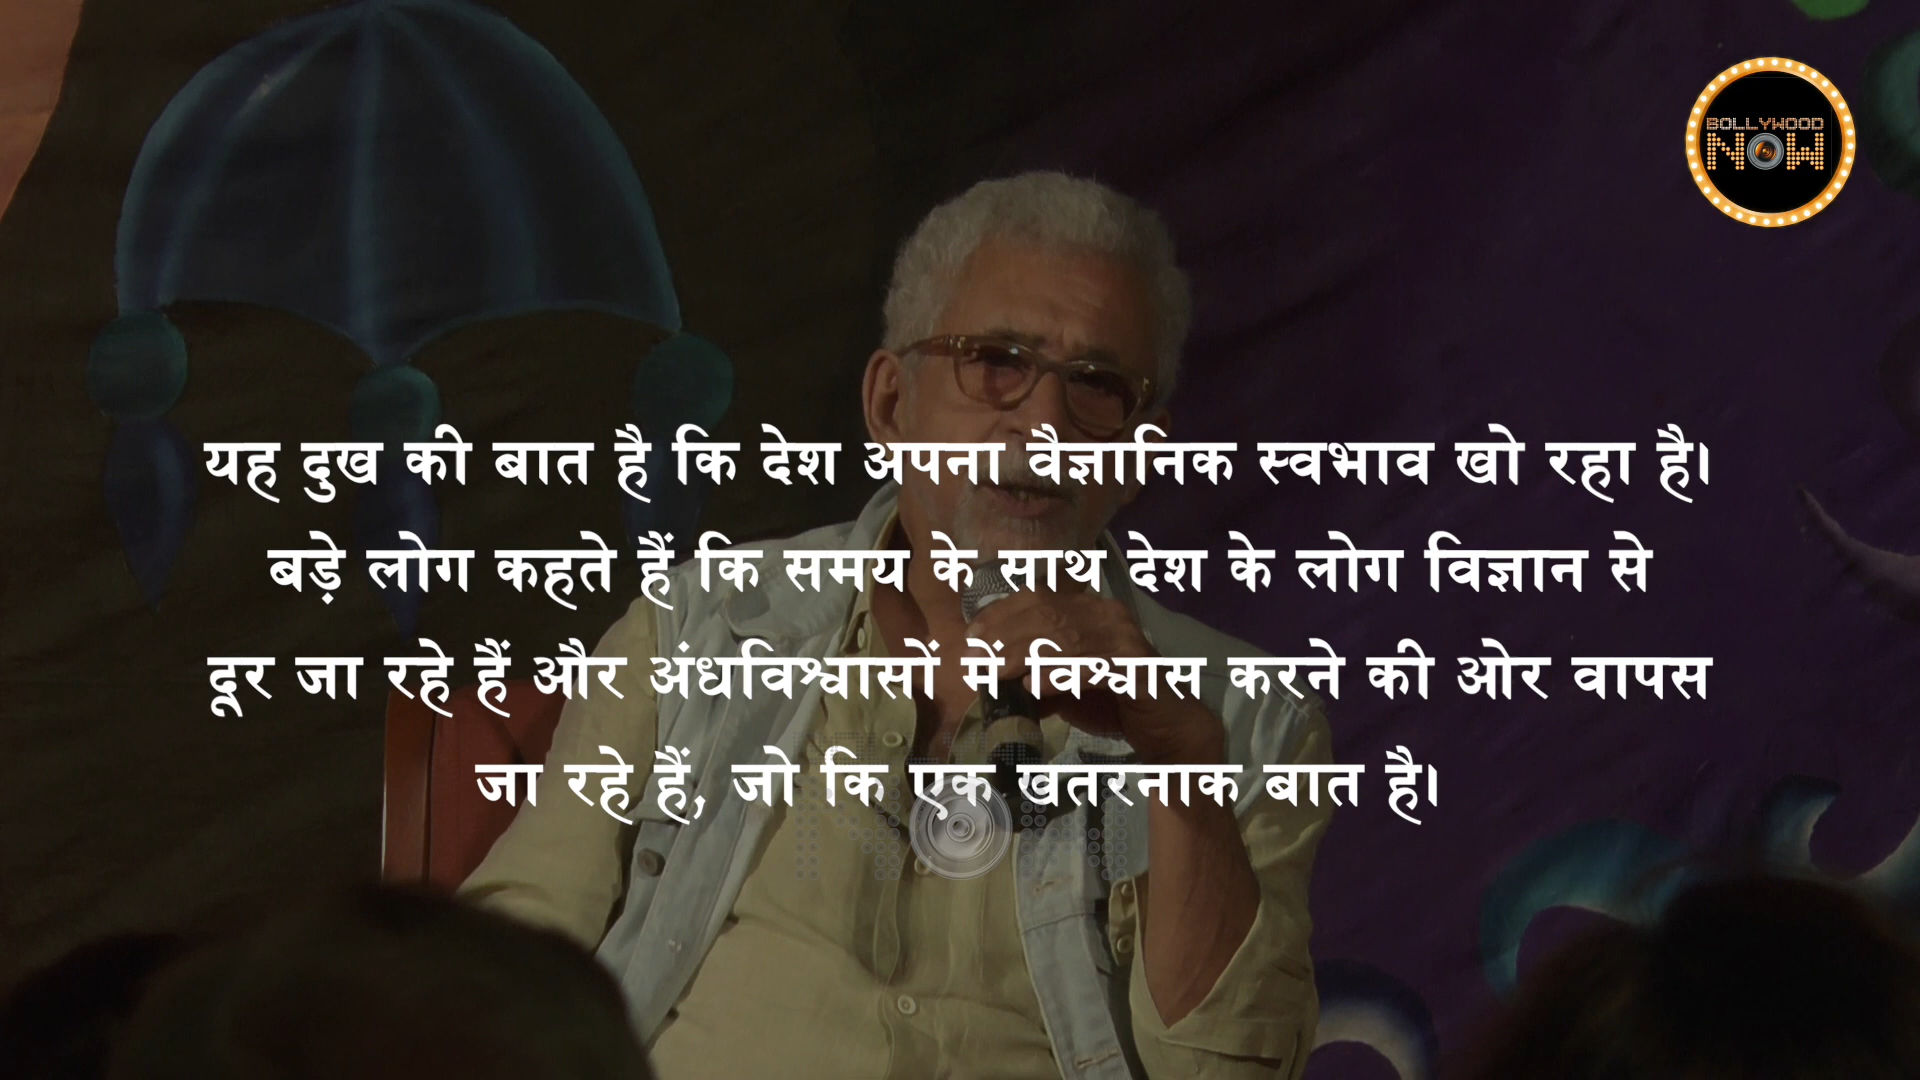 BOLLYWOOD
NOW
यह दुख की बात है कि देश अपना वैज्ञानिक स्वभाव खो रहा है।
बड़े लोग कहते हैं कि समय के साथ देश के लोग विज्ञान से
दूर जा रहे हैं और अंधविश्वासों में विश्वास करने की ओर वापस
जा रहे हैं, जो कि एक खतरनाक बात है।